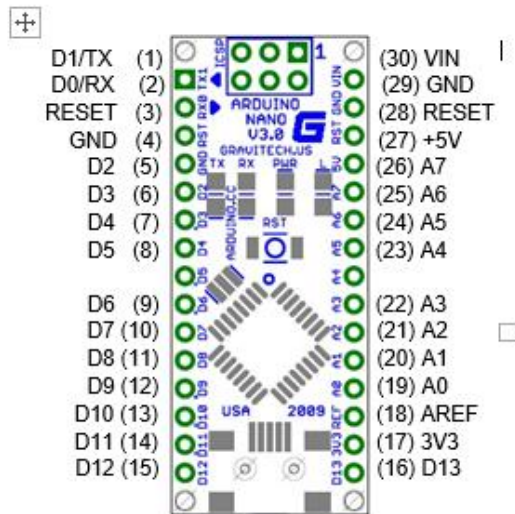 D1/TX (1)
D0/RX (2)
RESET (3)
GND (4)
D2 (5)
D3 (6)
D4 (7)
D5 (8)
D6 (9)
D7 (10)
D8 (11)
D9 (12)
D10 (13)
D11 (14)
D12 (15)
ICSP
1
TX1
RX0
RST
GND
D2
D3
D4
D5
D6
D7
D8
D9
D10
D11
D12
ARDUINO
NANO
V3.0
G
GRAVITECH.US
TX RX PWR L
ARDUINO.CC
RST
USA 2009
VIN
GND
RST
5V
A7
A6
A5
A4
A3
A2
A1
A0
REF
3V3
D13
(30) VIN
(29) GND
(28) RESET
(27) +5V
(26) A7
(25) A6
(24) A5
(23) A4
(22) A3
(21) A2
(20) A1
(19) A0
(18) AREF
(17) 3V3
(16) D13